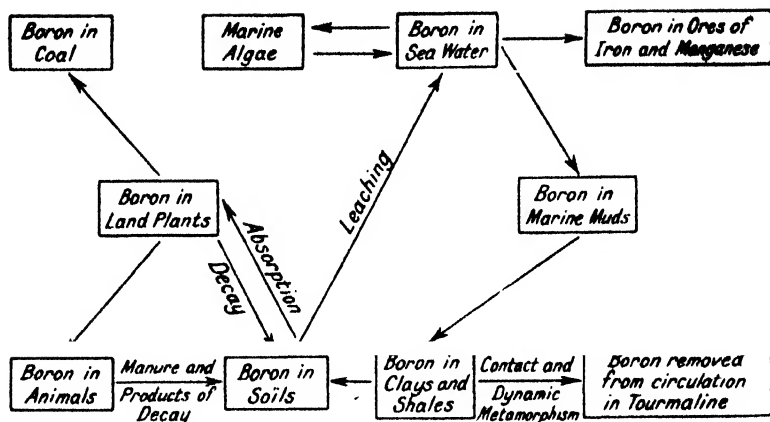 Boron in
Coal
Marine
Algae
Boron in
Sea Water
Boron in Ores of
Iron and Manganese
Boron in
Land Plants
Absorption
Decay
Leaching
Boron in
Marine Muds
Boron in
Animals
Manure and
Products of
Decay
Boron in
Soils
Boron in
Clays and
Shales
Contact and
Dynamic
Metamorphism
Boron removed
from circulation
in Tourmaline